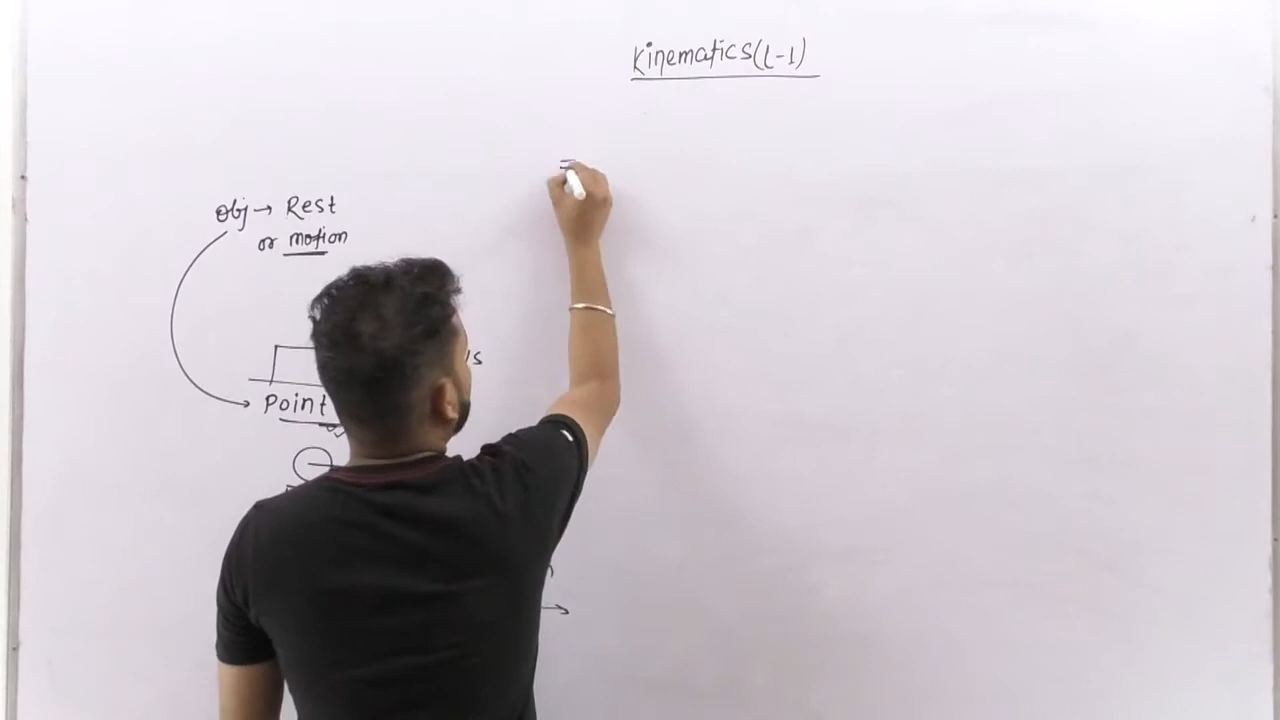 Kinematics(L-1)
Obj → Rest
or motion
Point